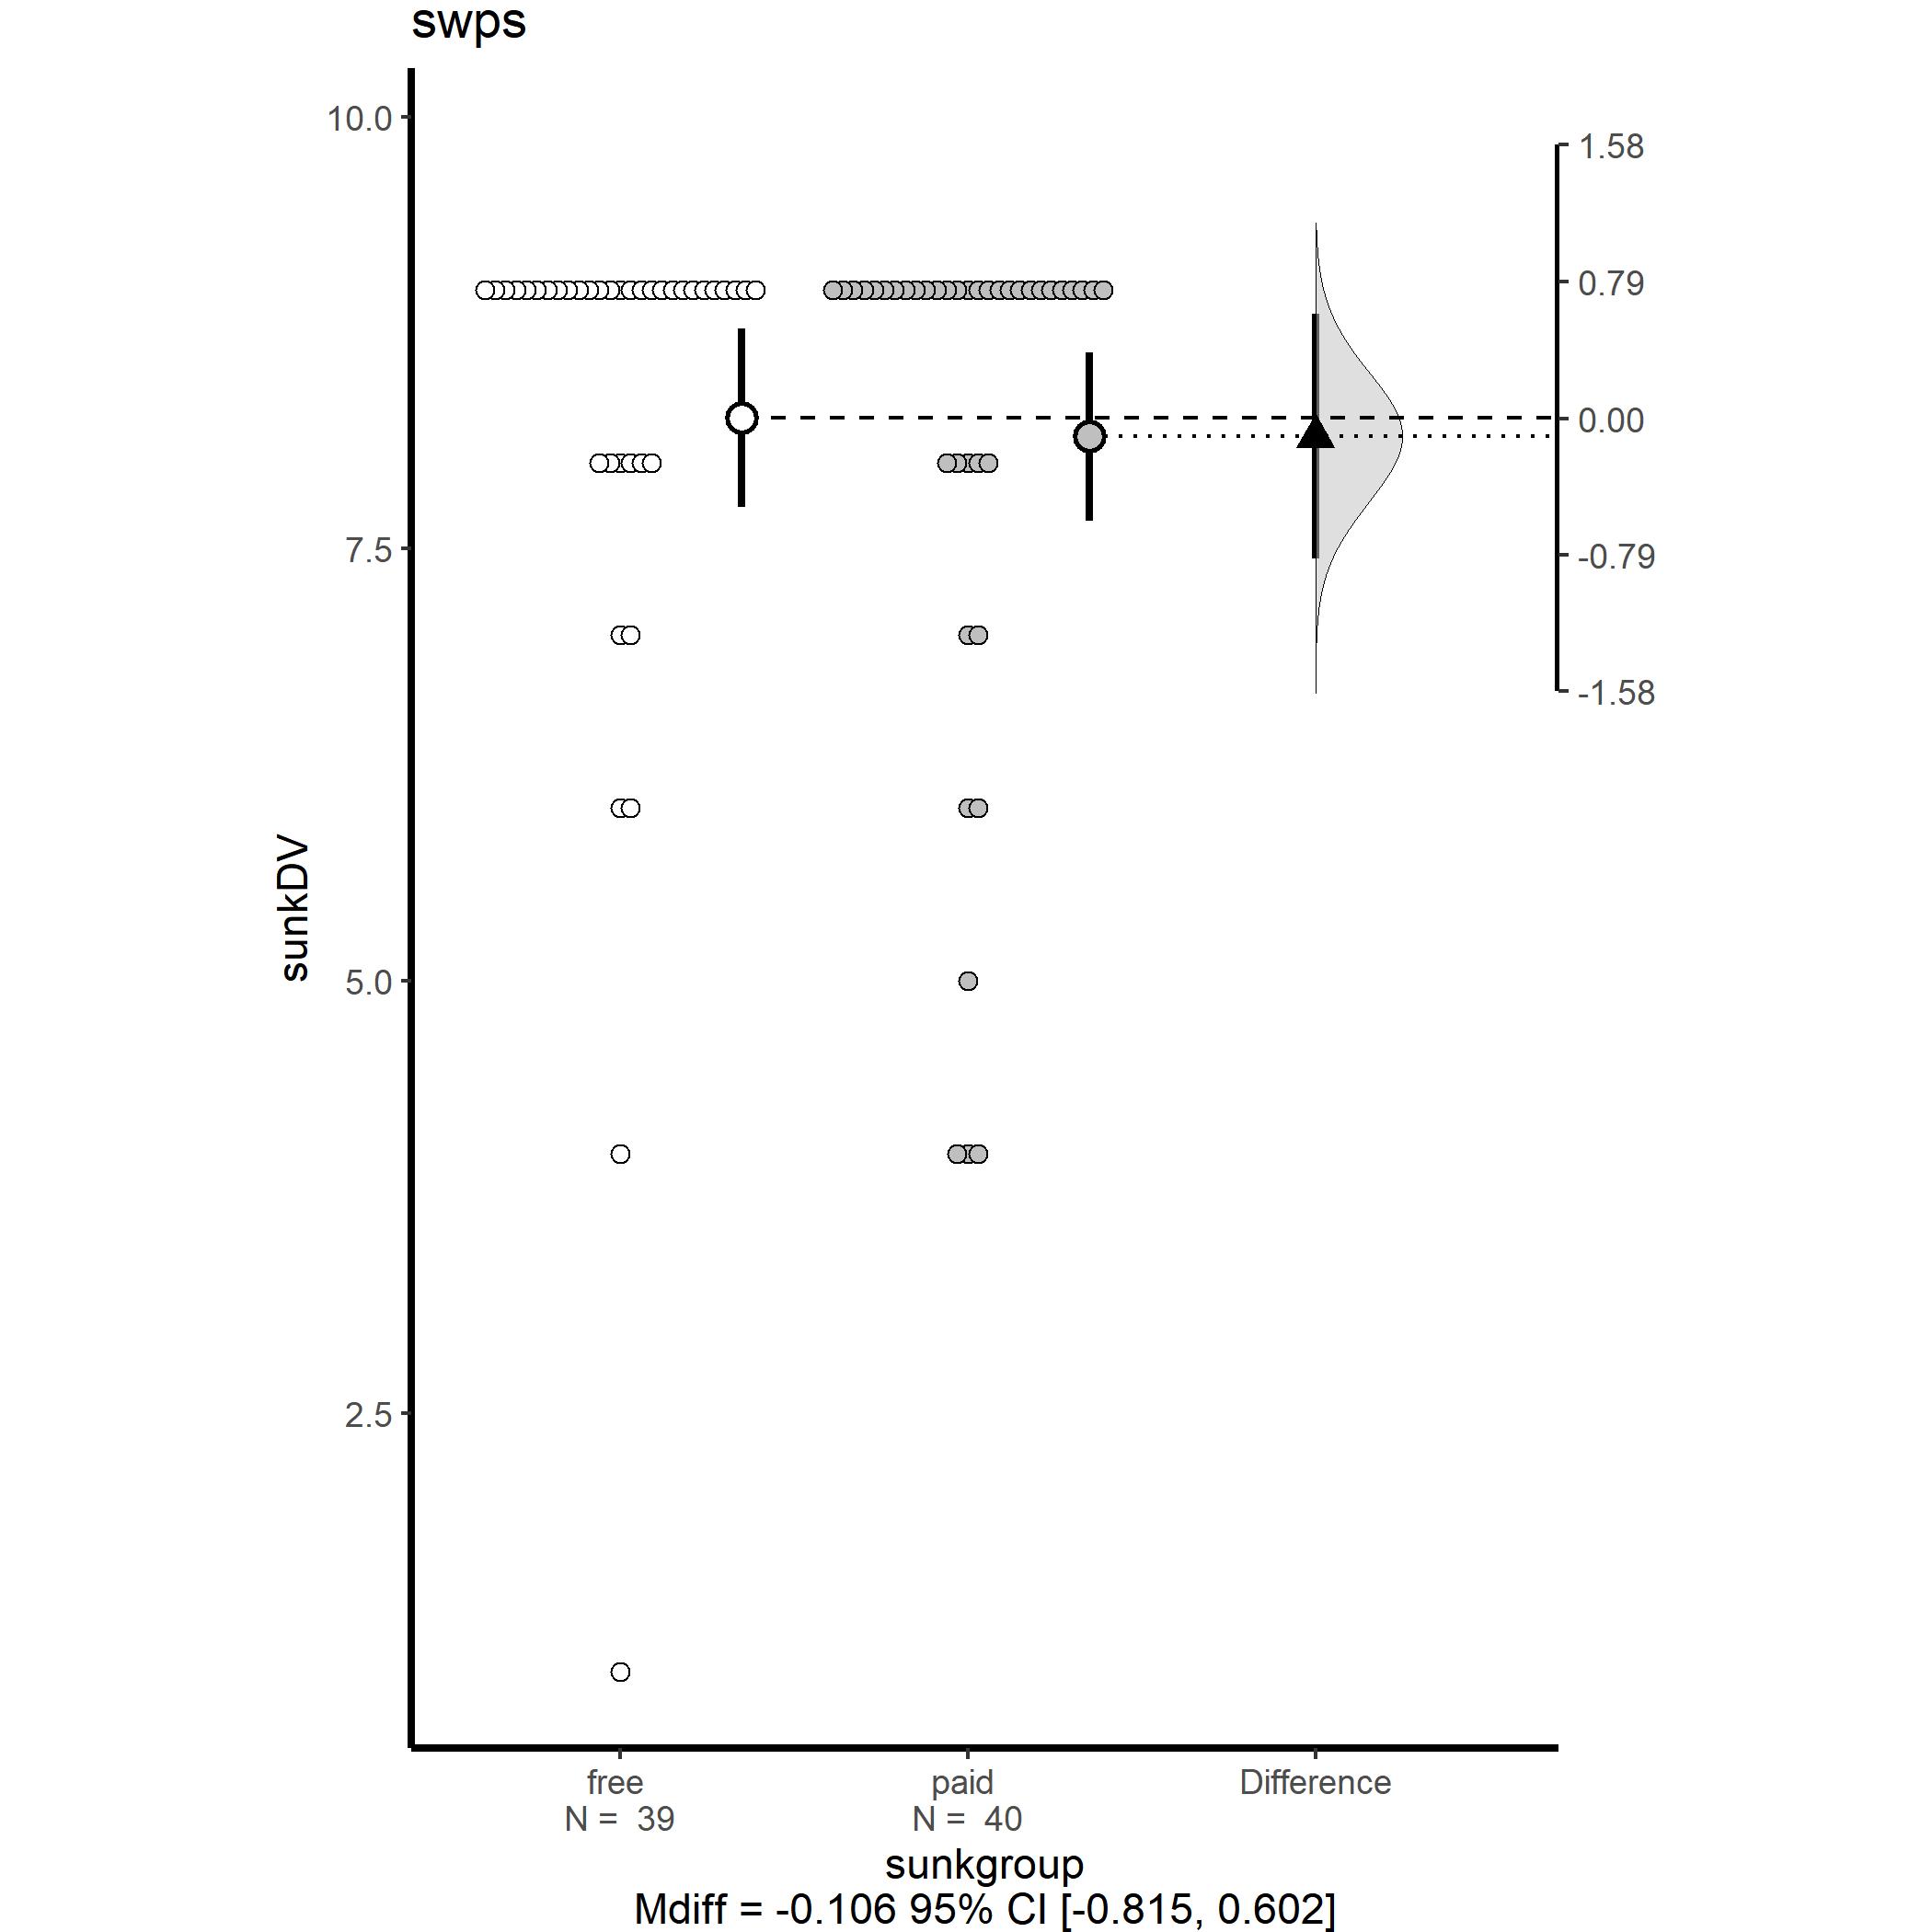 swps
10.0
7.5
5.0
2.5
sunkDV
1.58
0.79
0.00
-0.79
-1.58
free
N =  39
paid
N =  40
Difference
sunkgroup
Mdiff = -0.106 95% CI [-0.815, 0.602]